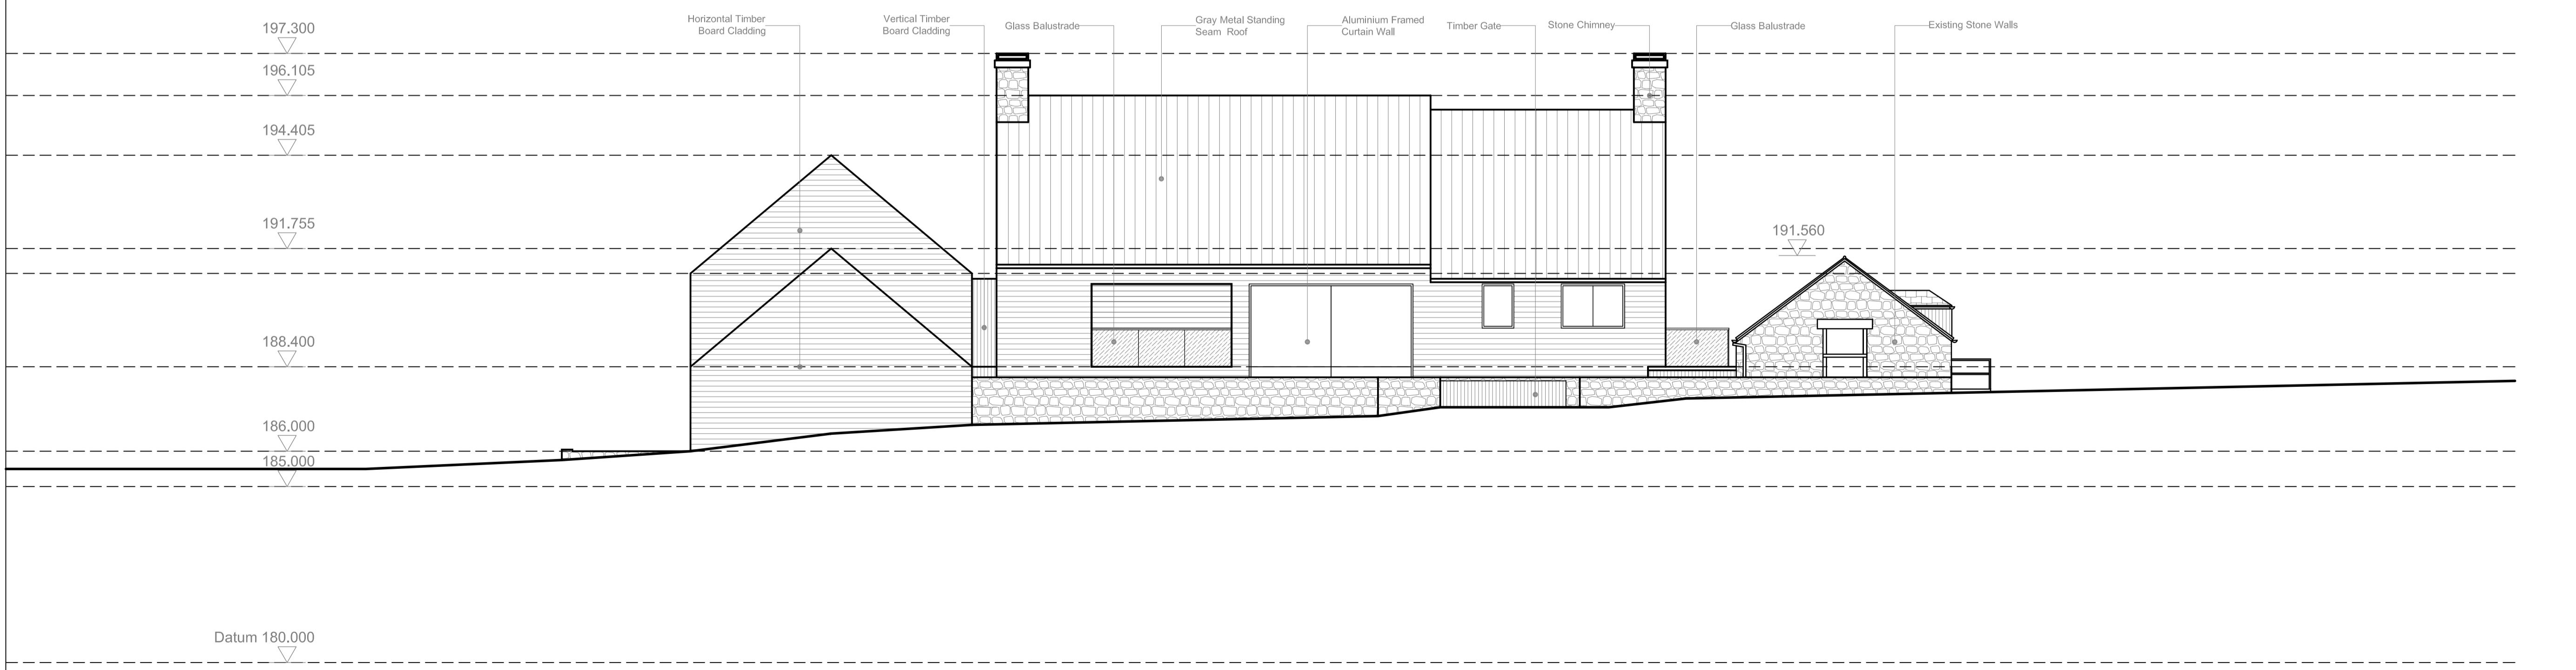 Horizontal Timber
Board Cladding
Vertical Timber
Board Cladding
Glass Balustrade
Gray Metal Standing
Seam Roof
Aluminium Framed
Curtain Wall
Timber Gate
Stone Chimney
Glass Balustrade
Existing Stone Walls
197.300
196.105
194.405
191.755
191.560
188.400
186.000
185.000
Datum 180.000